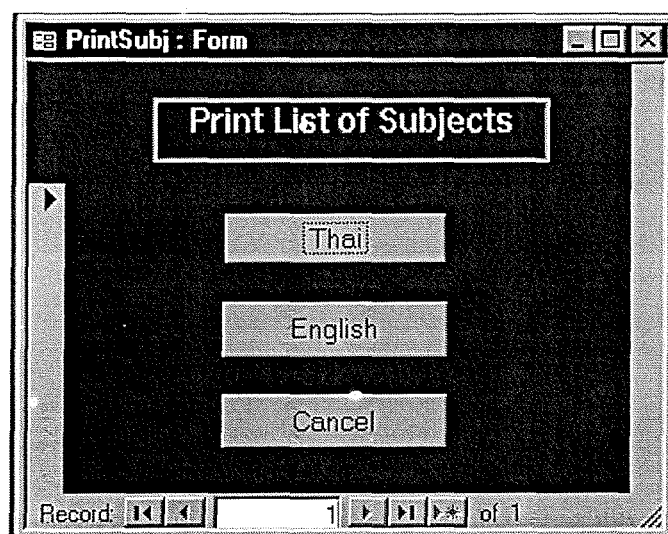 PrintSubj : Form
Print List of Subjects
Thai
English
Cancel
Record: 1 of 1